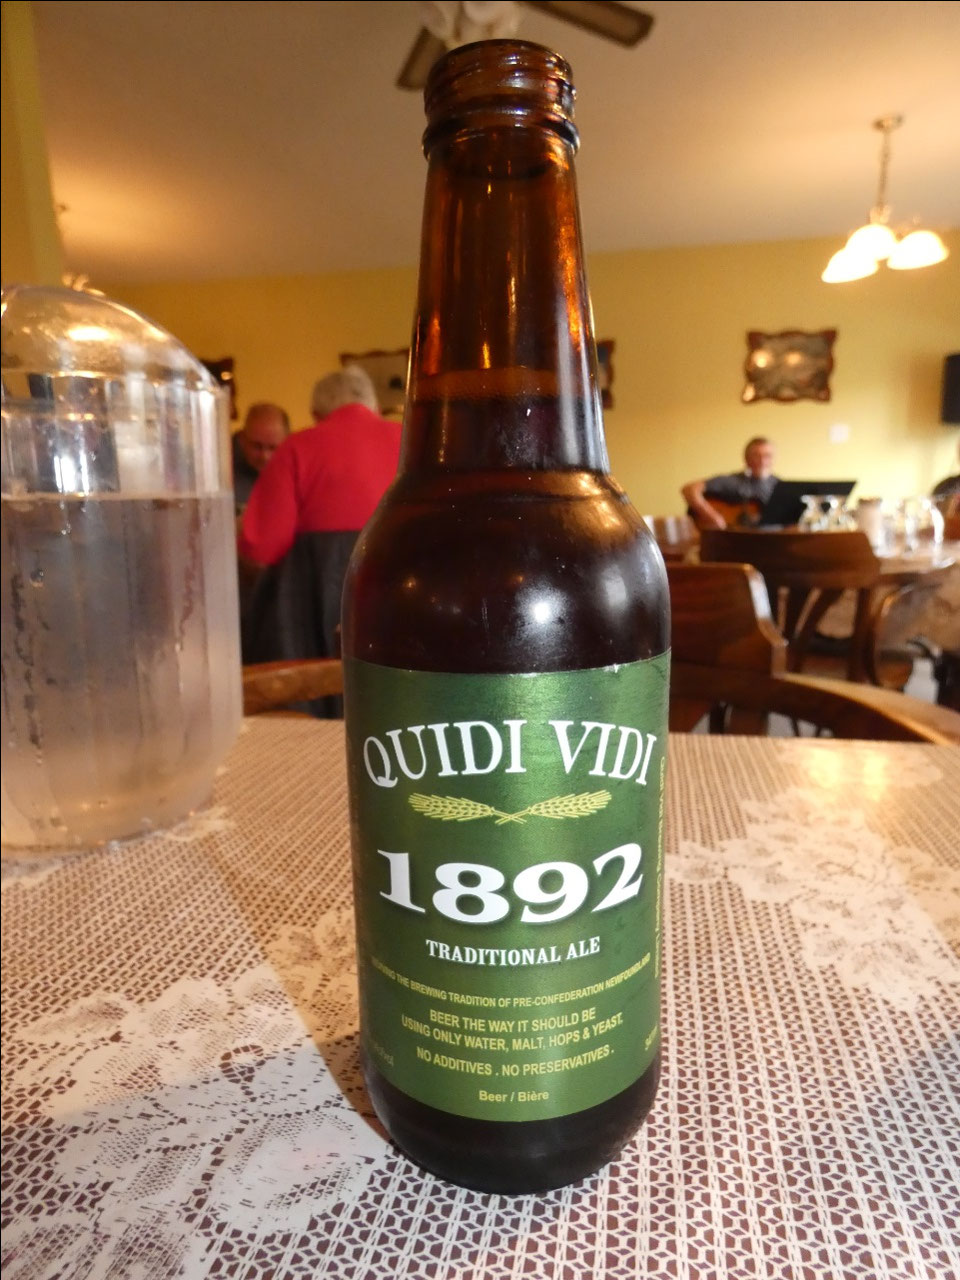 QUIDI VIDI
1892
TRADITIONAL ALE
THE BREWING TRADITION OF PRE-CONFEDERATION NEWFOUNDLAND
BEER THE WAY IT SHOULD BE
USING ONLY WATER, MALT, HOPS & YEAST.
NO ADDITIVES . NO PRESERVATIVES .
Beer / Bière